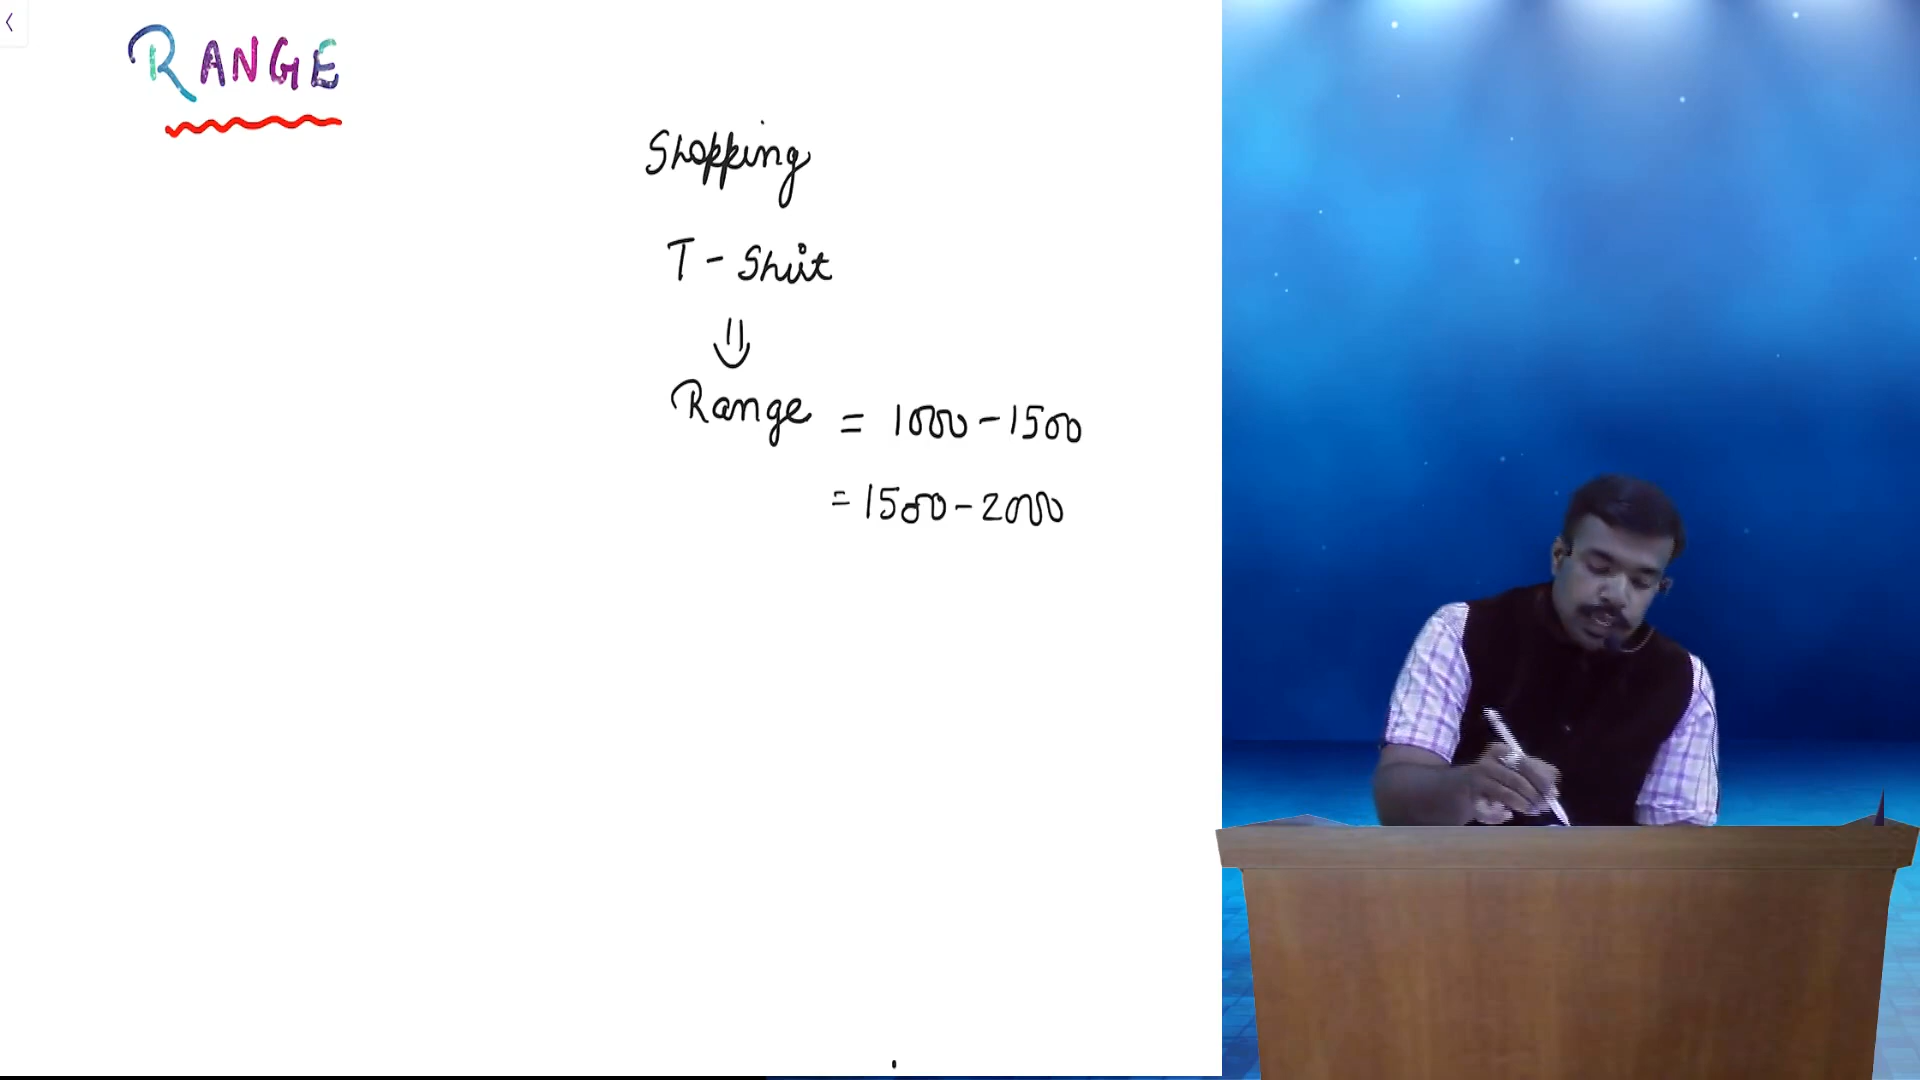 RANGE
Shopping
T - Shirt
Range = 1000 - 1500
= 1500 - 2000